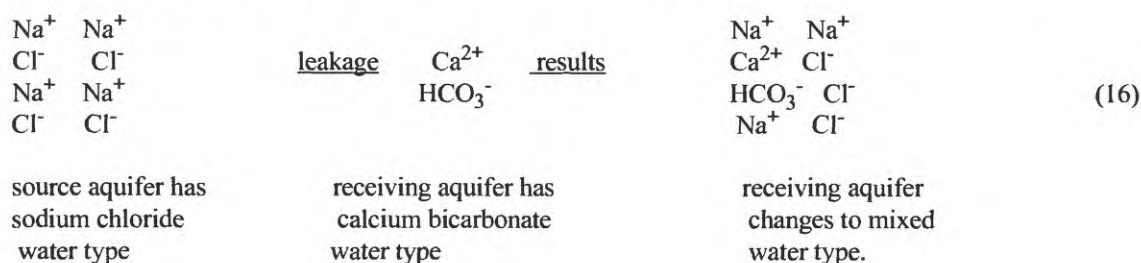 Na⁺ Na⁺ Na⁺ Na⁺
Cl⁻ Cl⁻ leakage Ca²⁺ results Ca²⁺ Cl⁻
Na⁺ Na⁺ HCO₃⁻ HCO₃⁻ Cl⁻ (16)
Cl⁻ Cl⁻ Na⁺ Cl⁻
source aquifer has receiving aquifer has receiving aquifer
sodium chloride calcium bicarbonate changes to mixed
water type water type water type.